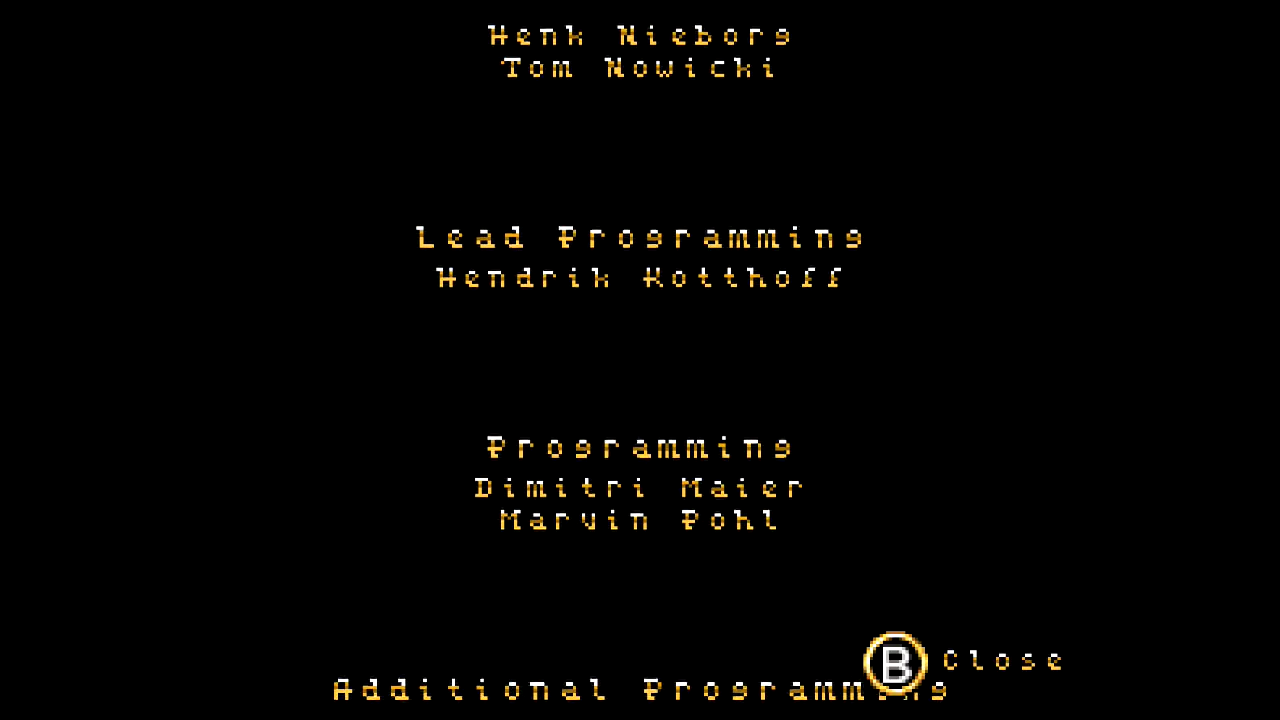 Henk Niebors
Tom Nowicki
Lead Programming
Hendrik Kotthoff
Programming
Dimitri Maier
Marvin Pohl
B Close
Additional Programming